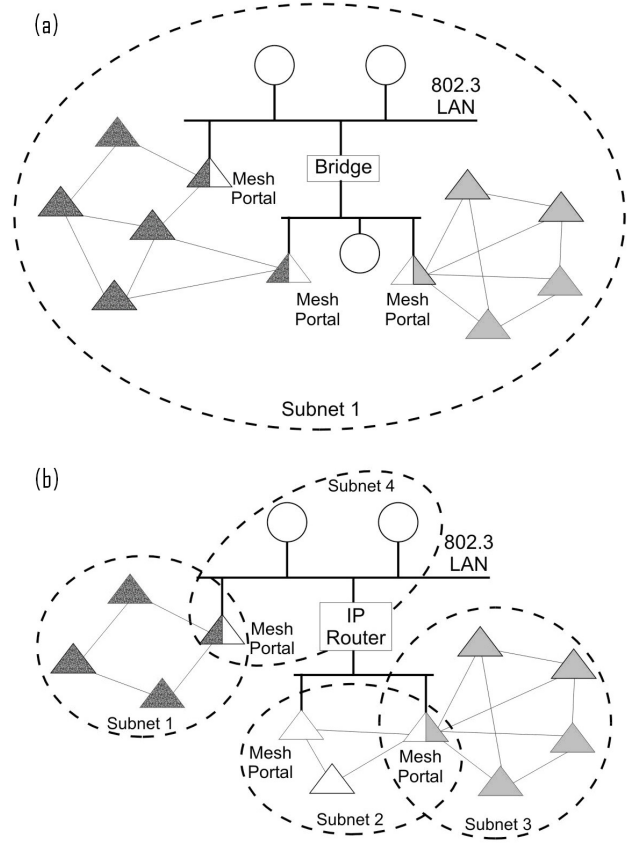 (a)
802.3
LAN
Mesh
Portal
Bridge
Mesh
Portal
Mesh
Portal
Subnet 1
(b)
Subnet 4
802.3
LAN
IP
Router
Mesh
Portal
Subnet 1
Mesh
Portal
Mesh
Portal
Subnet 2
Subnet 3